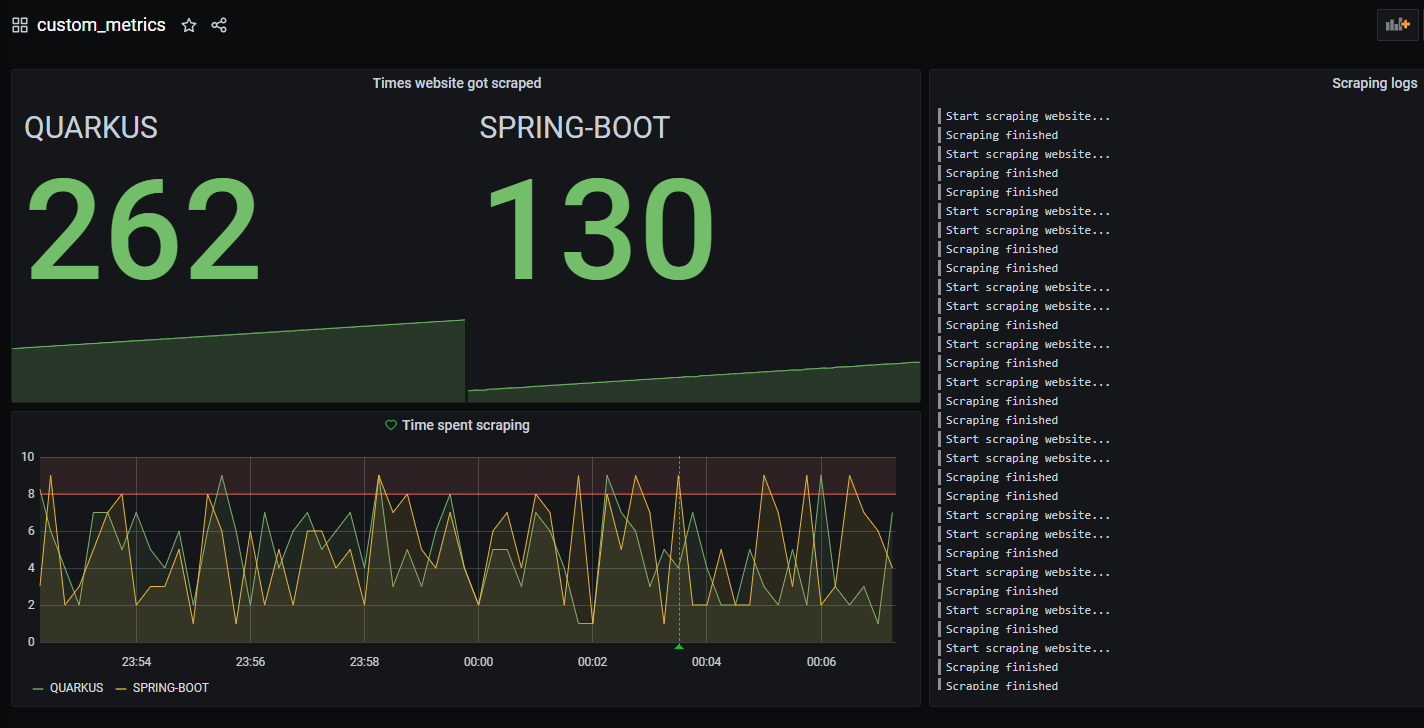 custom_metrics
Times website got scraped
QUARKUS
SPRING-BOOT
262
130
Time spent scraping
10
8
6
4
2
0
23:54
23:56
23:58
00:00
00:02
00:04
00:06
QUARKUS
SPRING-BOOT
Scraping logs
Start scraping website...
Scraping finished
Start scraping website...
Scraping finished
Scraping finished
Start scraping website...
Start scraping website...
Scraping finished
Scraping finished
Start scraping website...
Start scraping website...
Scraping finished
Start scraping website...
Scraping finished
Start scraping website...
Scraping finished
Scraping finished
Start scraping website...
Start scraping website...
Scraping finished
Scraping finished
Start scraping website...
Start scraping website...
Scraping finished
Start scraping website...
Scraping finished
Start scraping website...
Scraping finished
Start scraping website...
Scraping finished
Scraping finished